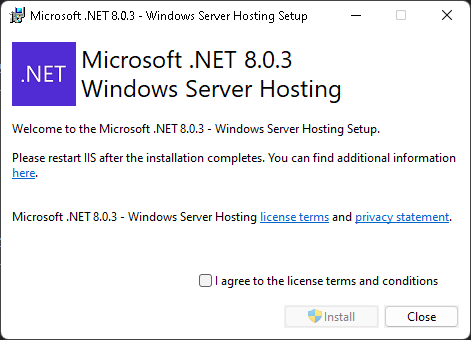 Microsoft .NET 8.0.3 - Windows Server Hosting Setup
.NET
Microsoft .NET 8.0.3
Windows Server Hosting
Welcome to the Microsoft .NET 8.0.3 - Windows Server Hosting Setup.
Please restart IIS after the installation completes. You can find additional information
here.
Microsoft .NET 8.0.3 - Windows Server Hosting license terms and privacy statement.
I agree to the license terms and conditions
Install
Close